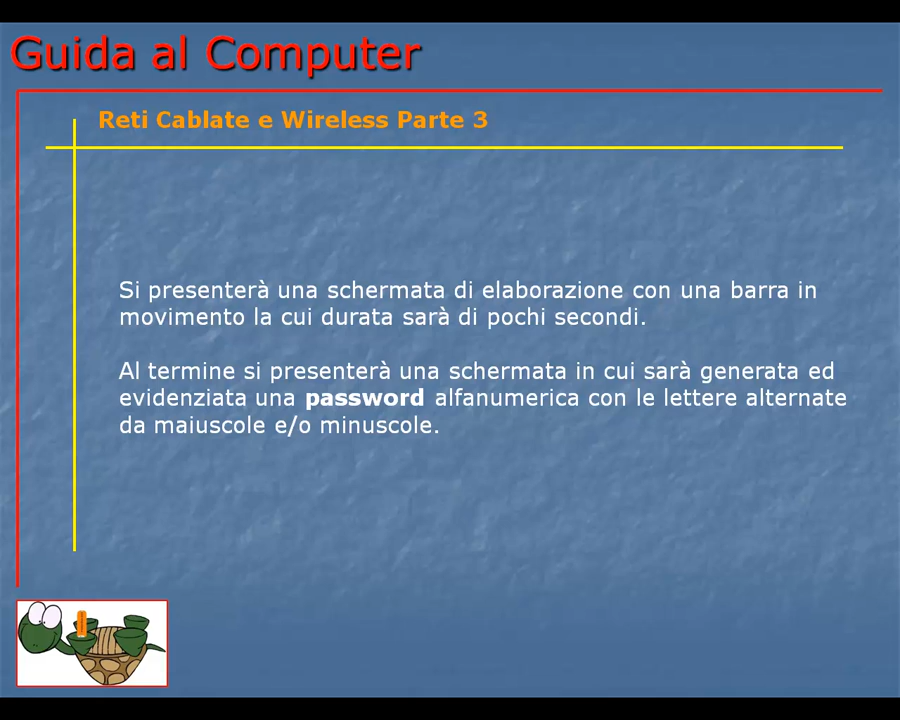 Guida al Computer
Reti Cablate e Wireless Parte 3
Si presenterà una schermata di elaborazione con una barra in
movimento la cui durata sarà di pochi secondi.
Al termine si presenterà una schermata in cui sarà generata ed
evidenziata una password alfanumerica con le lettere alternate
da maiuscole e/o minuscole.